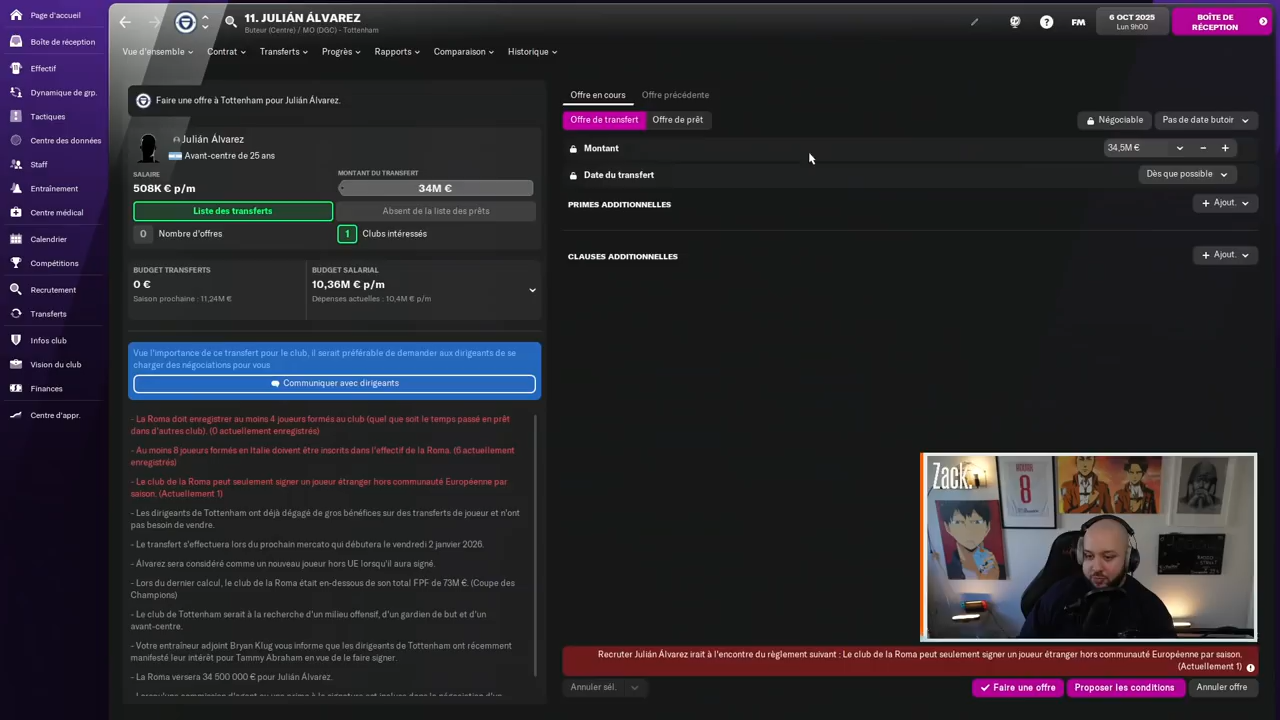 Page d'accueil
Boîte de réception
Effectif
Dynamique de grp.
Tactiques
Centre des données
Staff
Entraînement
Centre médical
Calendrier
Compétitions
Recrutement
Transferts
Infos club
Vision du club
Finances
Centre d'appr.
11. JULIÁN ÁLVAREZ
Buteur (Centre) / MO (DGC) - Tottenham
FM
6 OCT 2025
Lun 9h00
BOÎTE DE
RÉCEPTION
Vue d'ensemble
Contrat
Transferts
Progrès
Rapports
Comparaison
Historique
Faire une offre à Tottenham pour Julián Álvarez.
Julián Álvarez
Avant-centre de 25 ans
SALAIRE
508K € p/m
MONTANT DU TRANSFERT
34M €
Liste des transferts
Absent de la liste des prêts
0 Nombre d'offres
1 Clubs intéressés
BUDGET TRANSFERTS
0 €
Saison prochaine : 11,24M €
BUDGET SALARIAL
10,36M € p/m
Dépenses actuelles : 10,4M € p/m
Vue l'importance de ce transfert pour le club, il serait préférable de demander aux dirigeants de se
charger des négociations pour vous
Communiquer avec dirigeants
- La Roma doit enregistrer au moins 4 joueurs formés au club (quel que soit le temps passé en prêt
dans d'autres club). (0 actuellement enregistrés)
- Au moins 8 joueurs formés en Italie doivent être inscrits dans l'effectif de la Roma. (6 actuellement
enregistrés)
- Le club de la Roma peut seulement signer un joueur étranger hors communauté Européenne par
saison. (Actuellement 1)
- Les dirigeants de Tottenham ont déjà dégagé de gros bénéfices sur des transferts de joueur et n'ont
pas besoin de vendre.
- Le transfert s'effectuera lors du prochain mercato qui débutera le vendredi 2 janvier 2026.
- Álvarez sera considéré comme un nouveau joueur hors UE lorsqu'il aura signé.
- Lors du dernier calcul, le club de la Roma était en-dessous de son total FPF de 73M €. (Coupe des
Champions)
- Le club de Tottenham serait à la recherche d'un milieu offensif, d'un gardien de but et d'un
avant-centre.
- Votre entraîneur adjoint Bryan Klug vous informe que les dirigeants de Tottenham ont récemment
manifesté leur intérêt pour Tammy Abraham en vue de le faire signer.
- La Roma versera 34 500 000 € pour Julián Álvarez.
Offre en cours
Offre précédente
Offre de transfert
Offre de prêt
Négociable
Pas de date butoir
Montant
34,5M €
Date du transfert
Dès que possible
PRIMES ADDITIONNELLES
Ajout.
CLAUSES ADDITIONNELLES
Ajout.
Zack.
8
Recruter Julián Álvarez irait à l'encontre du règlement suivant : Le club de la Roma peut seulement signer un joueur étranger hors communauté Européenne par saison.
(Actuellement 1)
Annuler sél.
Faire une offre
Proposer les conditions
Annuler offre